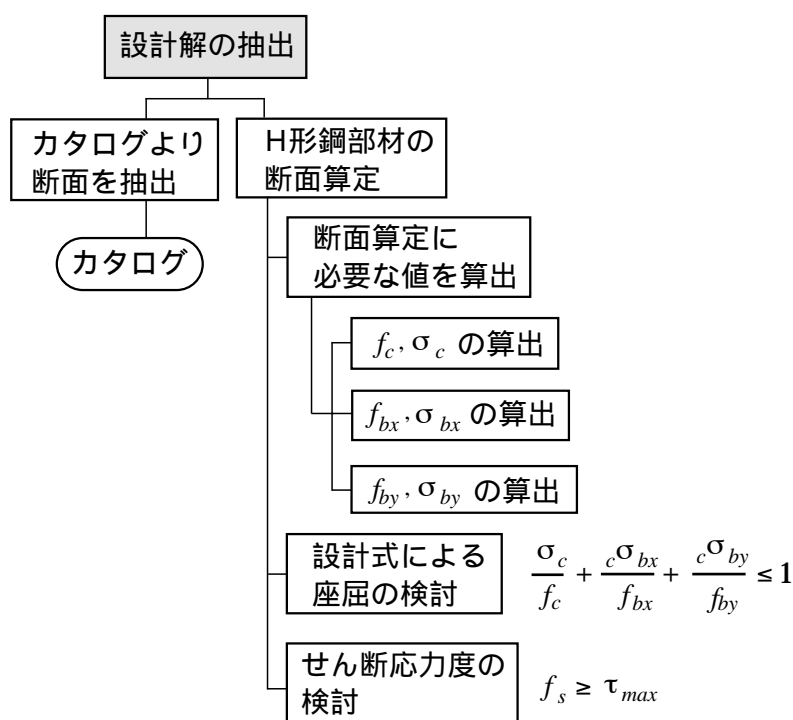 設計解の抽出
カタログより
断面を抽出
カタログ
H形鋼部材の
断面算定
断面算定に
必要な値を算出
f_c, σ_c の算出
f_bx, σ_bx の算出
f_by, σ_by の算出
設計式による
座屈の検討
σ_c/f_c + _cσ_bx/f_bx + _cσ_by/f_by ≤ 1
せん断応力度の
検討
f_s ≥ τ_max